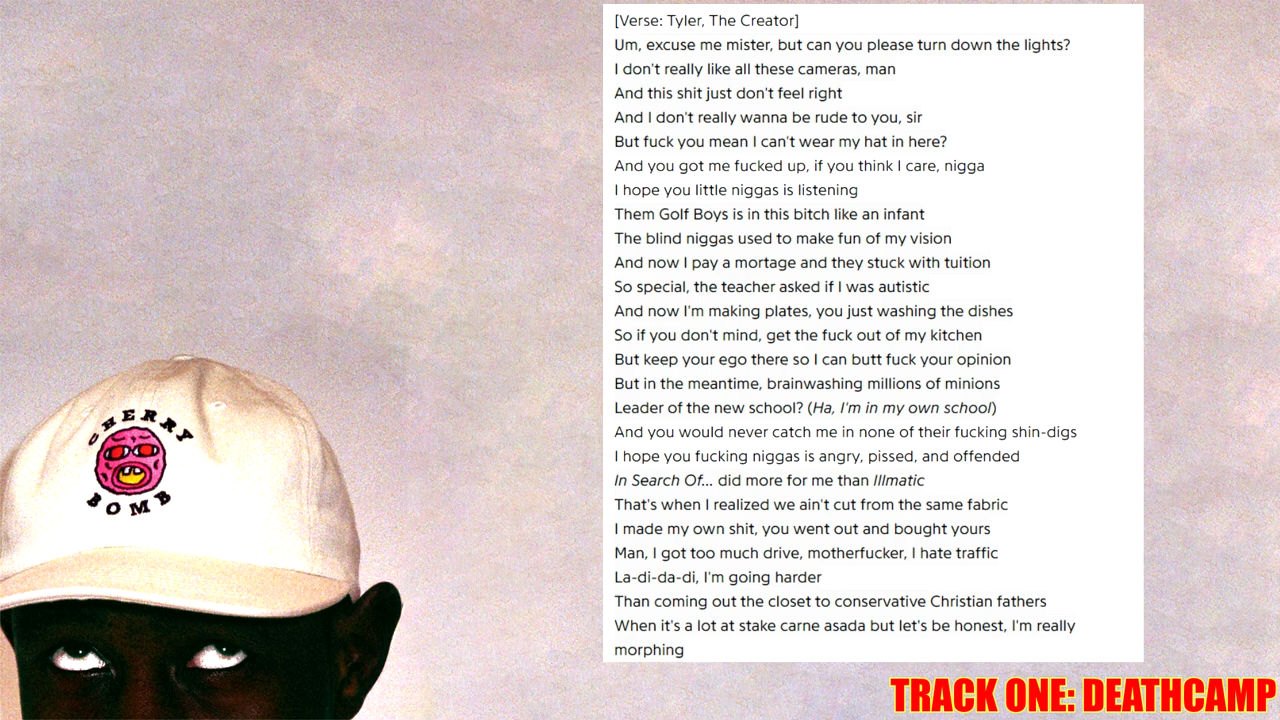 CHERRY
BOMB
[Verse: Tyler, The Creator]
Um, excuse me mister, but can you please turn down the lights?
I don't really like all these cameras, man
And this shit just don't feel right
And I don't really wanna be rude to you, sir
But fuck you mean I can't wear my hat in here?
And you got me fucked up, if you think I care, nigga
I hope you little niggas is listening
Them Golf Boys is in this bitch like an infant
The blind niggas used to make fun of my vision
And now I pay a mortage and they stuck with tuition
So special, the teacher asked if I was autistic
And now I'm making plates, you just washing the dishes
So if you don't mind, get the fuck out of my kitchen
But keep your ego there so I can butt fuck your opinion
But in the meantime, brainwashing millions of minions
Leader of the new school? (Ha, I'm in my own school)
And you would never catch me in none of their fucking shin-digs
I hope you fucking niggas is angry, pissed, and offended
In Search Of... did more for me than Illmatic
That's when I realized we ain't cut from the same fabric
I made my own shit, you went out and bought yours
Man, I got too much drive, motherfucker, I hate traffic
La-di-da-di, I'm going harder
Than coming out the closet to conservative Christian fathers
When it's a lot at stake carne asada but let's be honest, I'm really
morphing
TRACK ONE: DEATHCAMP